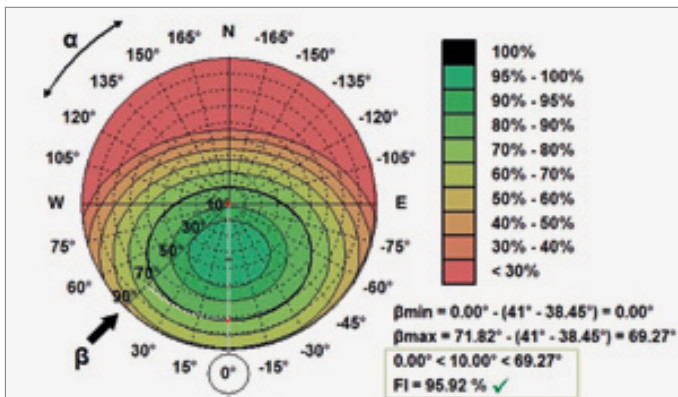 α
N
165°
-165°
150°
-150°
135°
-135°
120°
-120°
105°
-105°
W
E
75°
-75°
60°
-60°
-45°
30°
-30°
15°
-15°
0°
10°
30°
50°
70°
90°
β
100%
95% - 100%
90% - 95%
80% - 90%
70% - 80%
60% - 70%
50% - 60%
40% - 50%
30% - 40%
< 30%
βmin = 0.00° - (41° - 38.45°) = 0.00°
βmax = 71.82° - (41° - 38.45°) = 69.27°
0.00° < 10.00° < 69.27°
FI = 95.92 % ✓